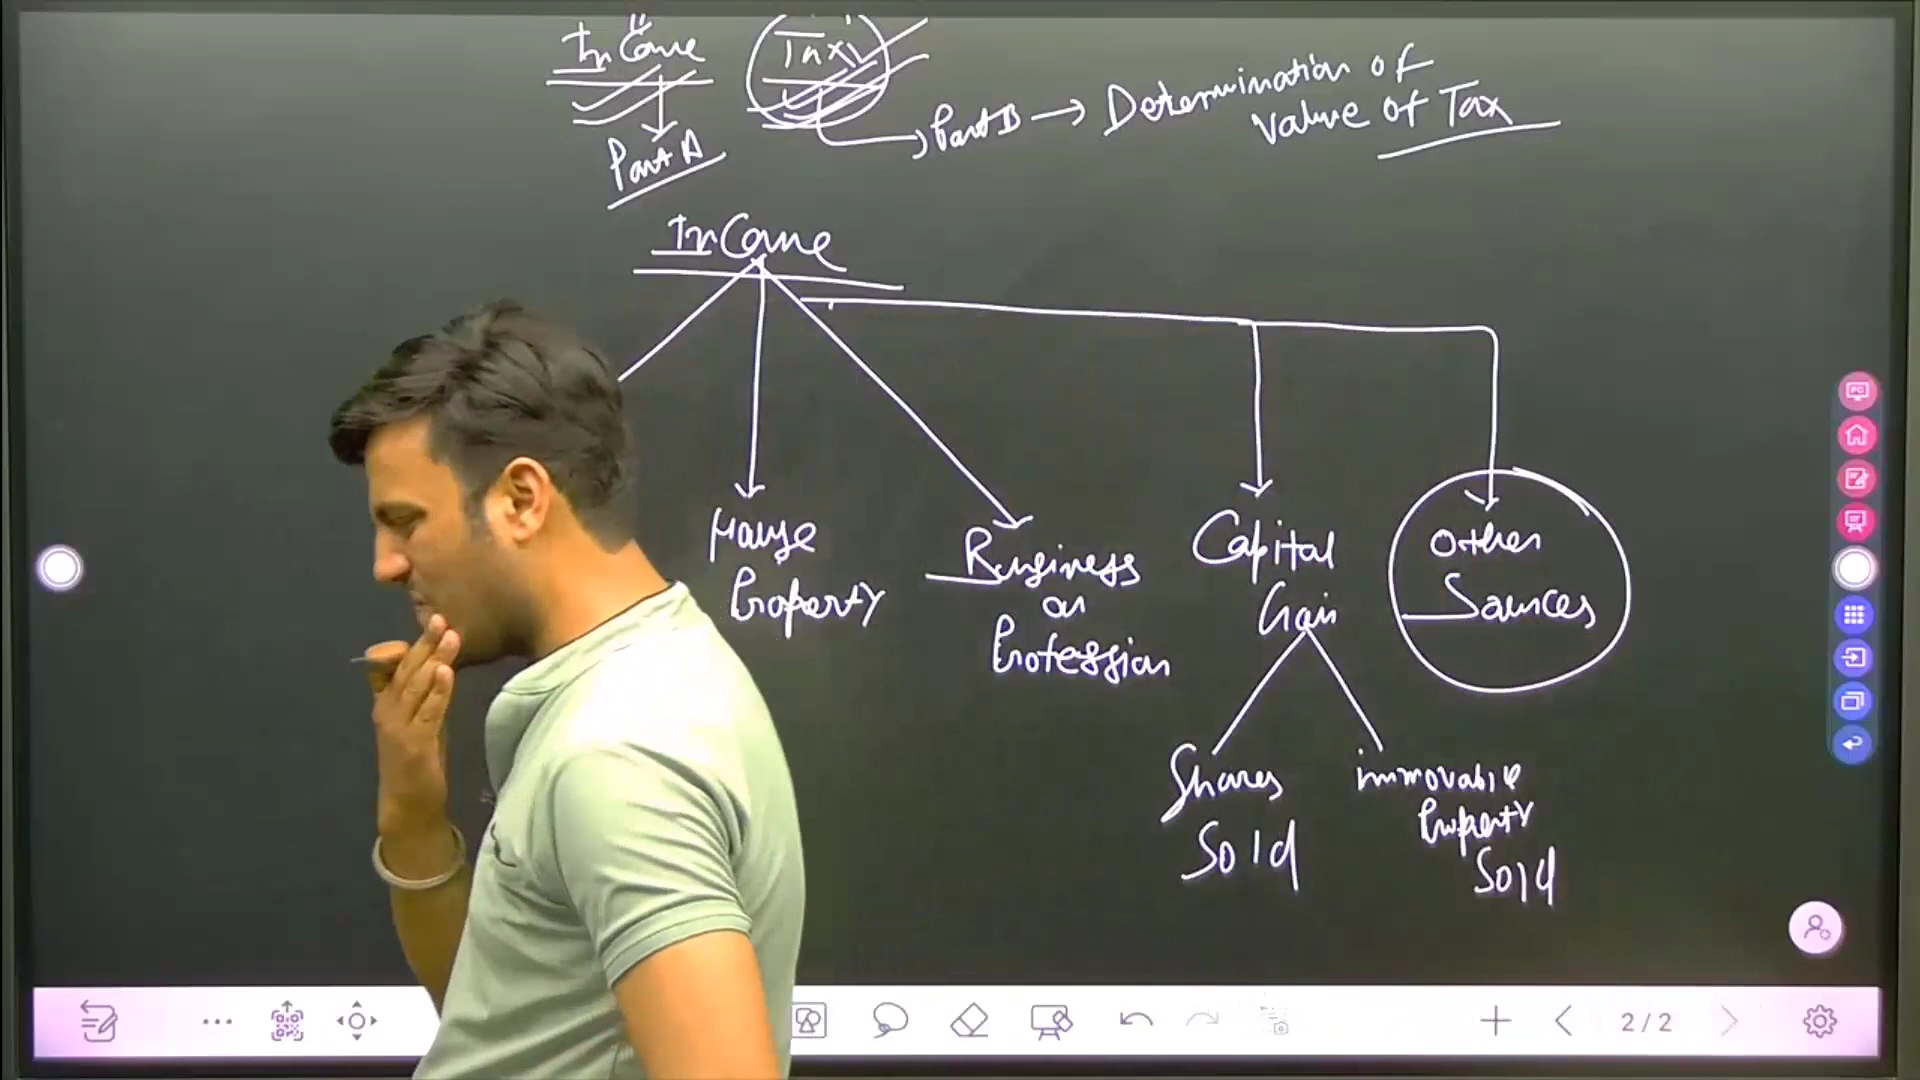 Income Tax
Part A
Part B → Determination of
value of Tax
Income
House
Property
Business
or
Profession
Capital
Gain
Other
Sources
Shares
Sold
immovable
Property
Sold
2/2